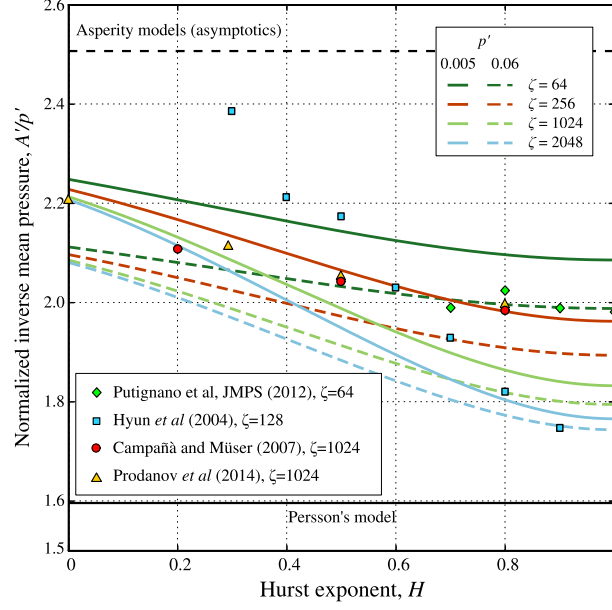 Asperity models (asymptotics)
p′
0.005 0.06
ζ = 64
ζ = 256
ζ = 1024
ζ = 2048
2.6
2.4
2.2
2.0
1.8
1.6
1.5
Normalized inverse mean pressure, A′/p′
Putignano et al, JMPS (2012), ζ=64
Hyun et al (2004), ζ=128
Campañà and Müser (2007), ζ=1024
Prodanov et al (2014), ζ=1024
Persson's model
0 0.2 0.4 0.6 0.8
Hurst exponent, H